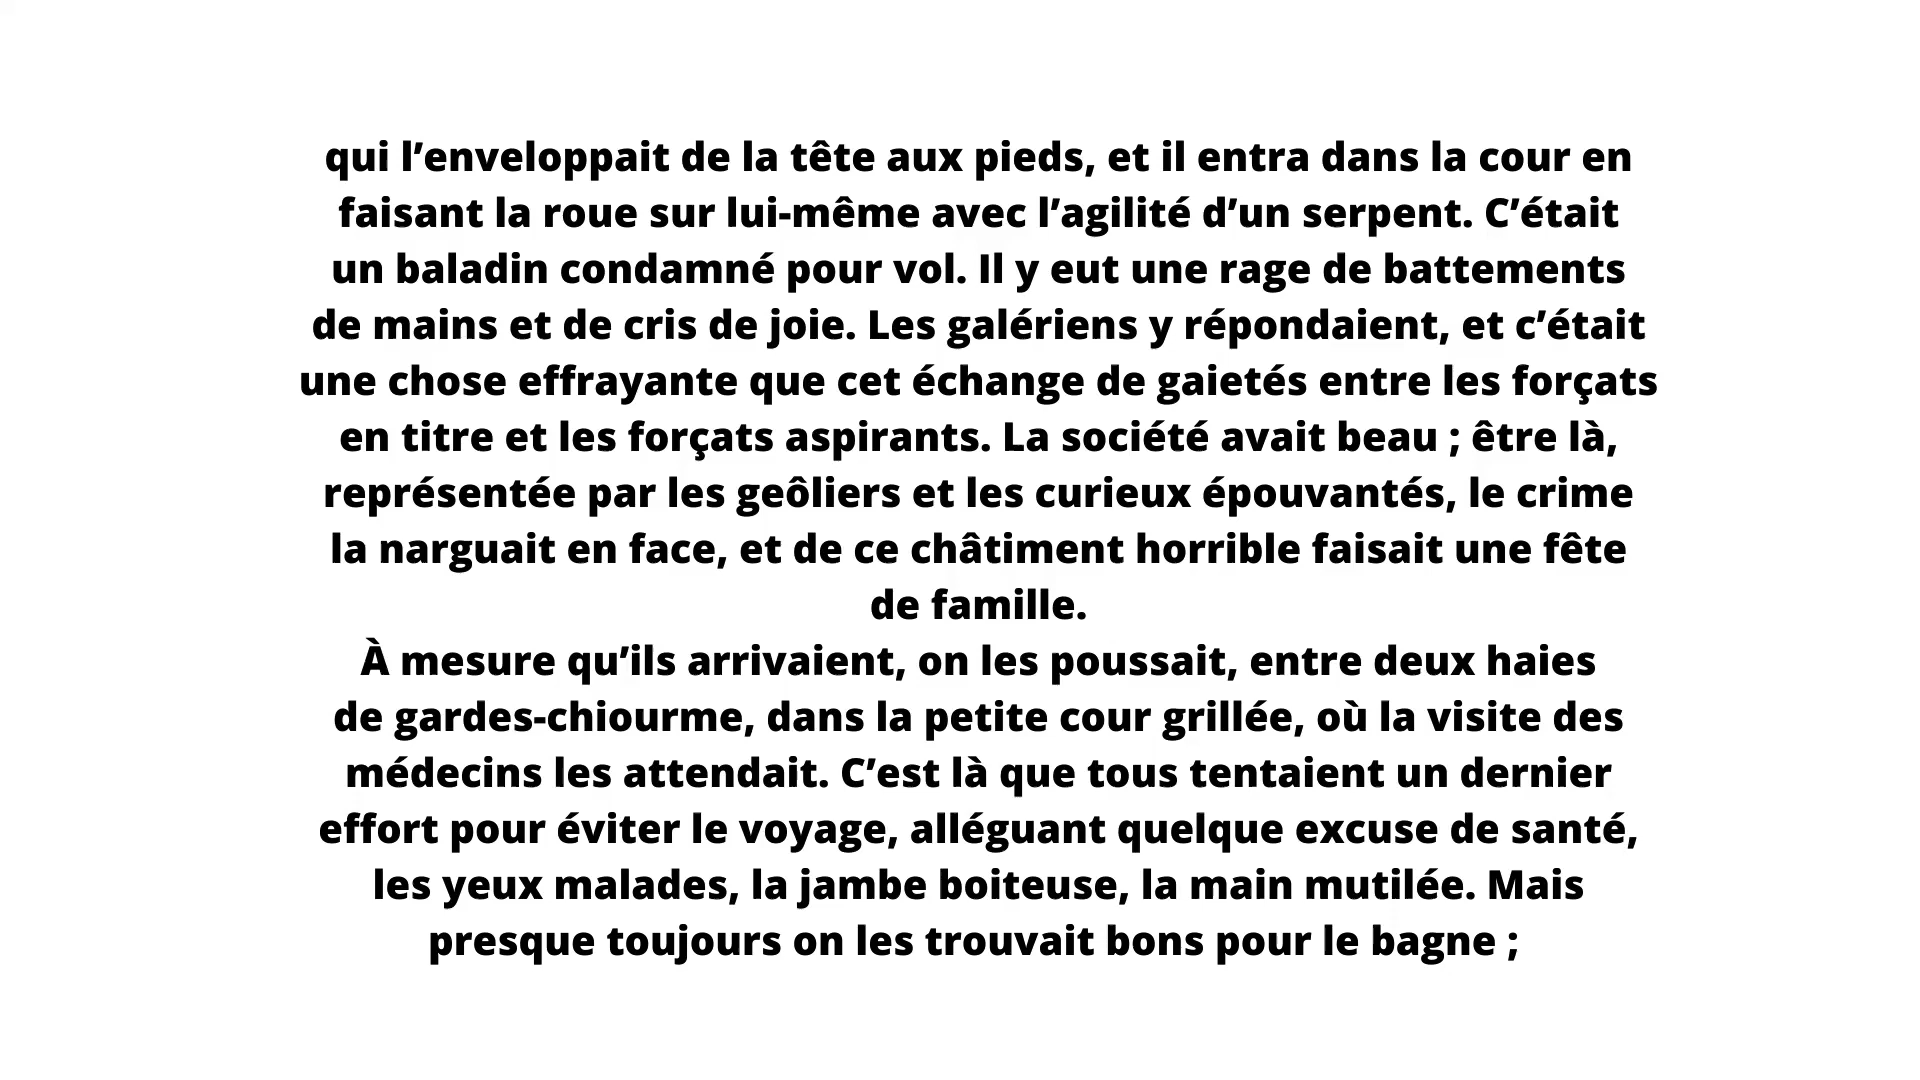 qui l’enveloppait de la tête aux pieds, et il entra dans la cour en
faisant la roue sur lui-même avec l’agilité d’un serpent. C’était
un baladin condamné pour vol. Il y eut une rage de battements
de mains et de cris de joie. Les galériens y répondaient, et c’était
une chose effrayante que cet échange de gaietés entre les forçats
en titre et les forçats aspirants. La société avait beau ; être là,
représentée par les geôliers et les curieux épouvantés, le crime
la narguait en face, et de ce châtiment horrible faisait une fête
de famille.
À mesure qu’ils arrivaient, on les poussait, entre deux haies
de gardes-chiourme, dans la petite cour grillée, où la visite des
médecins les attendait. C’est là que tous tentaient un dernier
effort pour éviter le voyage, alléguant quelque excuse de santé,
les yeux malades, la jambe boiteuse, la main mutilée. Mais
presque toujours on les trouvait bons pour le bagne ;